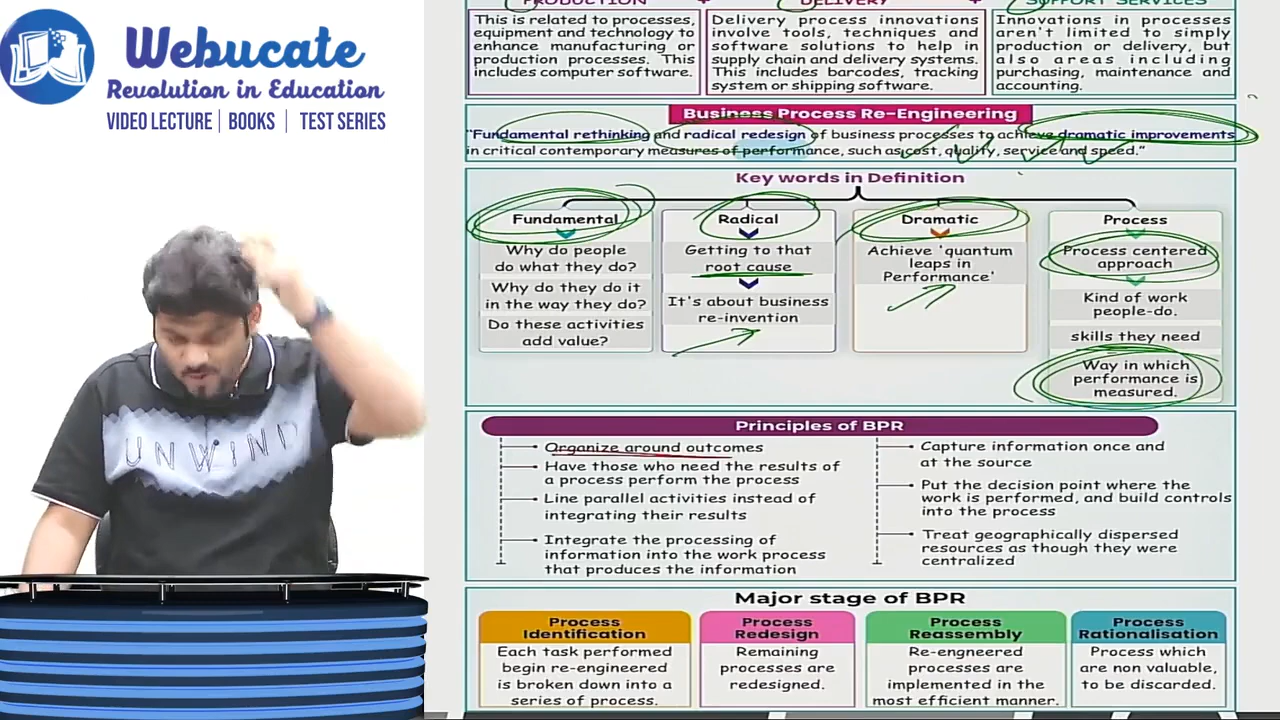 Webucate
Revolution in Education
VIDEO LECTURE | BOOKS | TEST SERIES
UNWIND
PRODUCTION + DELIVERY + SUPPORT SERVICES
This is related to processes,
equipment and technology to
enhance manufacturing or
production processes. This
includes computer software.
Delivery process innovations
involve tools, techniques and
software solutions to help in
supply chain and delivery systems.
This includes barcodes, tracking
system or shipping software.
Innovations in processes
aren't limited to simply
production or delivery, but
also areas including
purchasing, maintenance and
accounting.
Business Process Re-Engineering
"Fundamental rethinking and radical redesign of business processes to achieve dramatic improvements
in critical contemporary measures of performance, such as cost, quality, service and speed."
Key words in Definition
Fundamental
Why do people
do what they do?
Why do they do it
in the way they do?
Do these activities
add value?
Radical
Getting to that
root cause
It's about business
re-invention
Dramatic
Achieve 'quantum
leaps in
Performance'
Process
Process centered
approach
Kind of work
people-do.
skills they need
Way in which
performance is
measured.
Principles of BPR
Organize around outcomes
Have those who need the results of
a process perform the process
Line parallel activities instead of
integrating their results
Integrate the processing of
information into the work process
that produces the information
Capture information once and
at the source
Put the decision point where the
work is performed, and build controls
into the process
Treat geographically dispersed
resources as though they were
centralized
Major stage of BPR
Process
Identification
Each task performed
begin re-engineered
is broken down into a
series of process.
Process
Redesign
Remaining
processes are
redesigned.
Process
Reassembly
Re-engneered
processes are
implemented in the
most efficient manner.
Process
Rationalisation
Process which
are non valuable,
to be discarded.